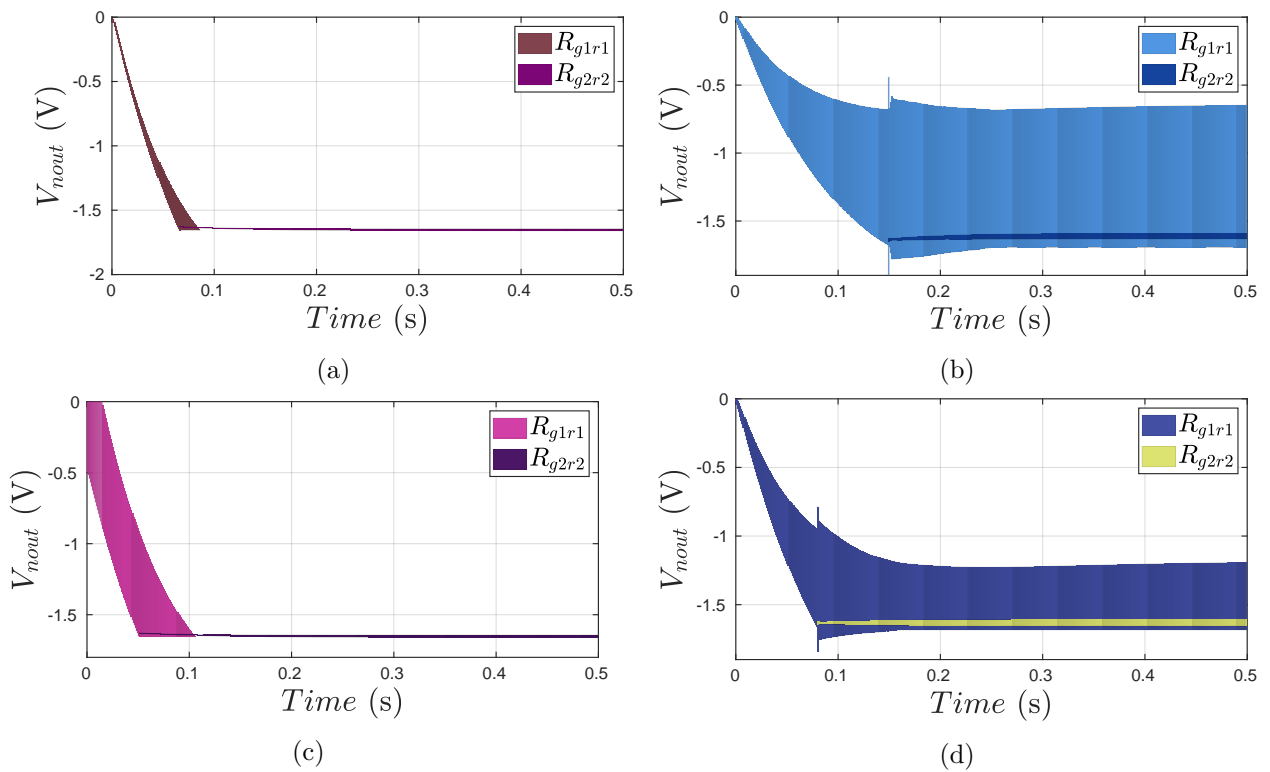 0
-0.5
-1
-1.5
-2
V_nout (V)
0 0.1 0.2 0.3 0.4 0.5
Time (s)
R_g1r1
R_g2r2
(a)
0
-0.5
-1
-1.5
V_nout (V)
0 0.1 0.2 0.3 0.4 0.5
Time (s)
R_g1r1
R_g2r2
(b)
0
-0.5
-1
-1.5
V_nout (V)
0 0.1 0.2 0.3 0.4 0.5
Time (s)
R_g1r1
R_g2r2
(c)
0
-0.5
-1
-1.5
V_nout (V)
0 0.1 0.2 0.3 0.4 0.5
Time (s)
R_g1r1
R_g2r2
(d)